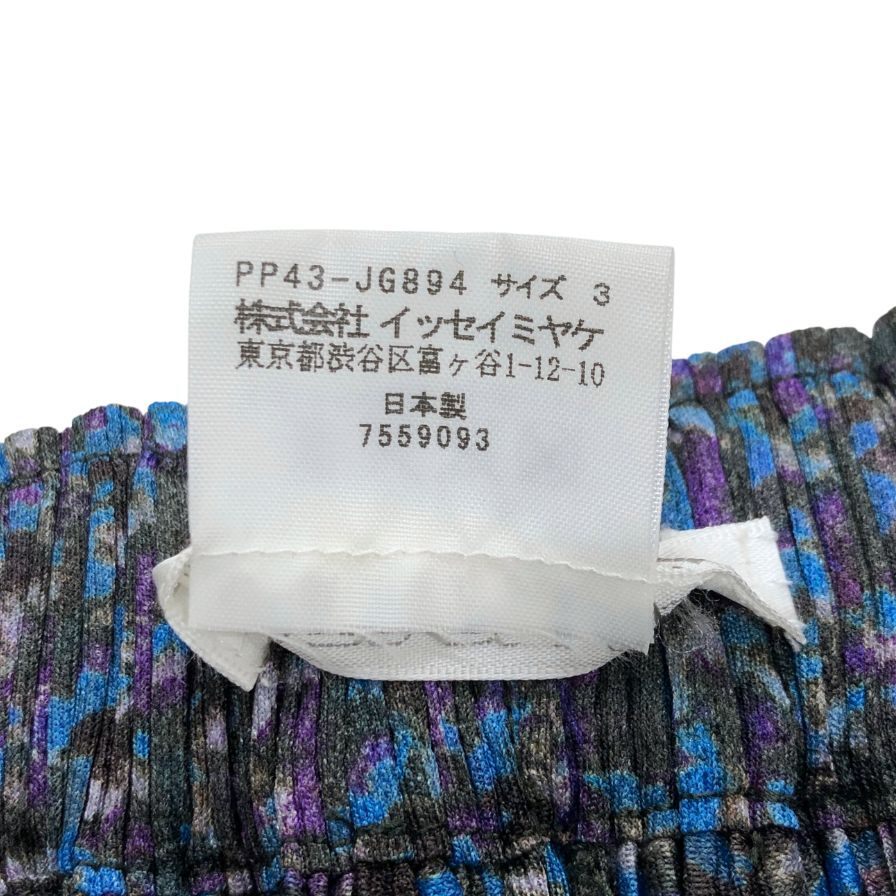 PP43-JG894 サイズ 3
株式会社 イッセイミヤケ
東京都渋谷区富ヶ谷1-12-10
日本製
7559093